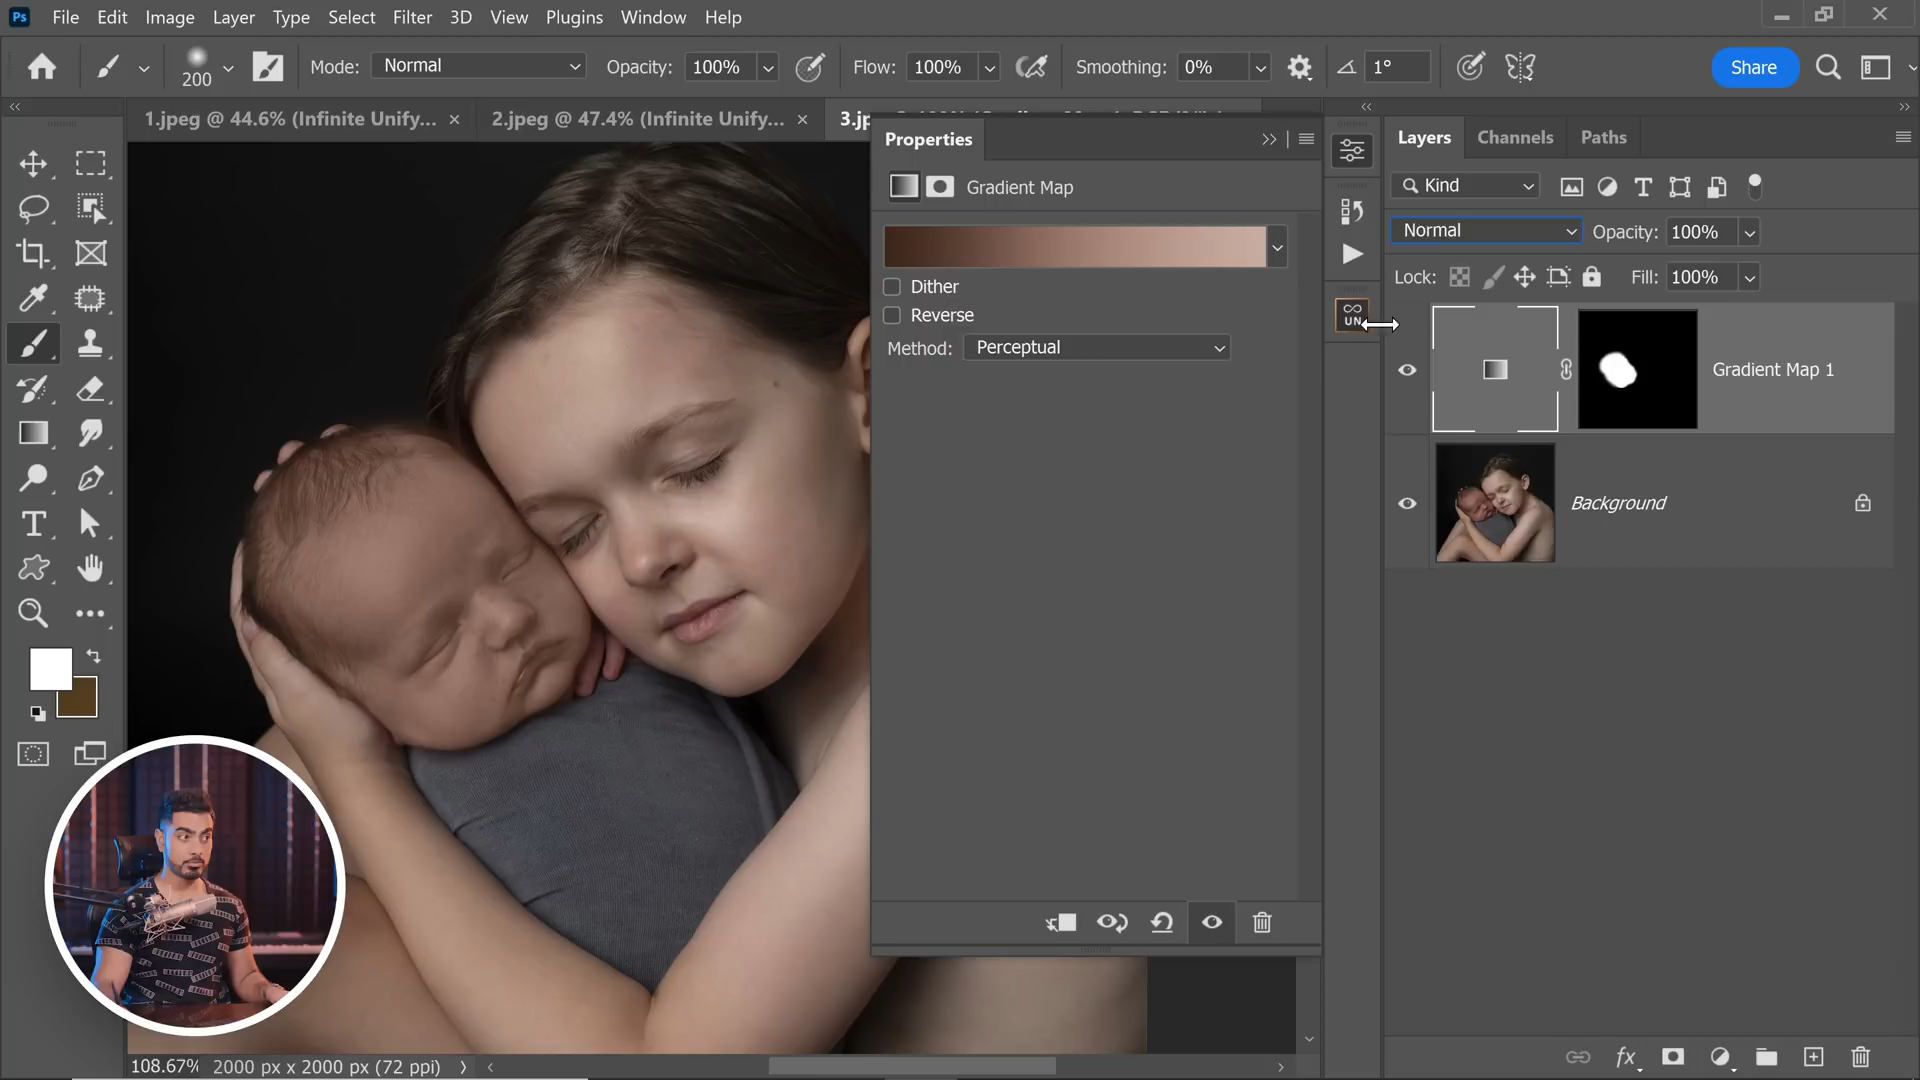 Ps File Edit Image Layer Type Select Filter 3D View Plugins Window Help
200 Mode: Normal Opacity: 100% Flow: 100% Smoothing: 0% 1° Share
1.jpeg @ 44.6% (Infinite Unify... × 2.jpeg @ 47.4% (Infinite Unify... ×
Properties
Gradient Map
Dither
Reverse
Method: Perceptual
UN
Layers Channels Paths
Kind
Normal Opacity: 100%
Lock: Fill: 100%
Gradient Map 1
Background
T
fx
108.67% 2000 px x 2000 px (72 ppi)